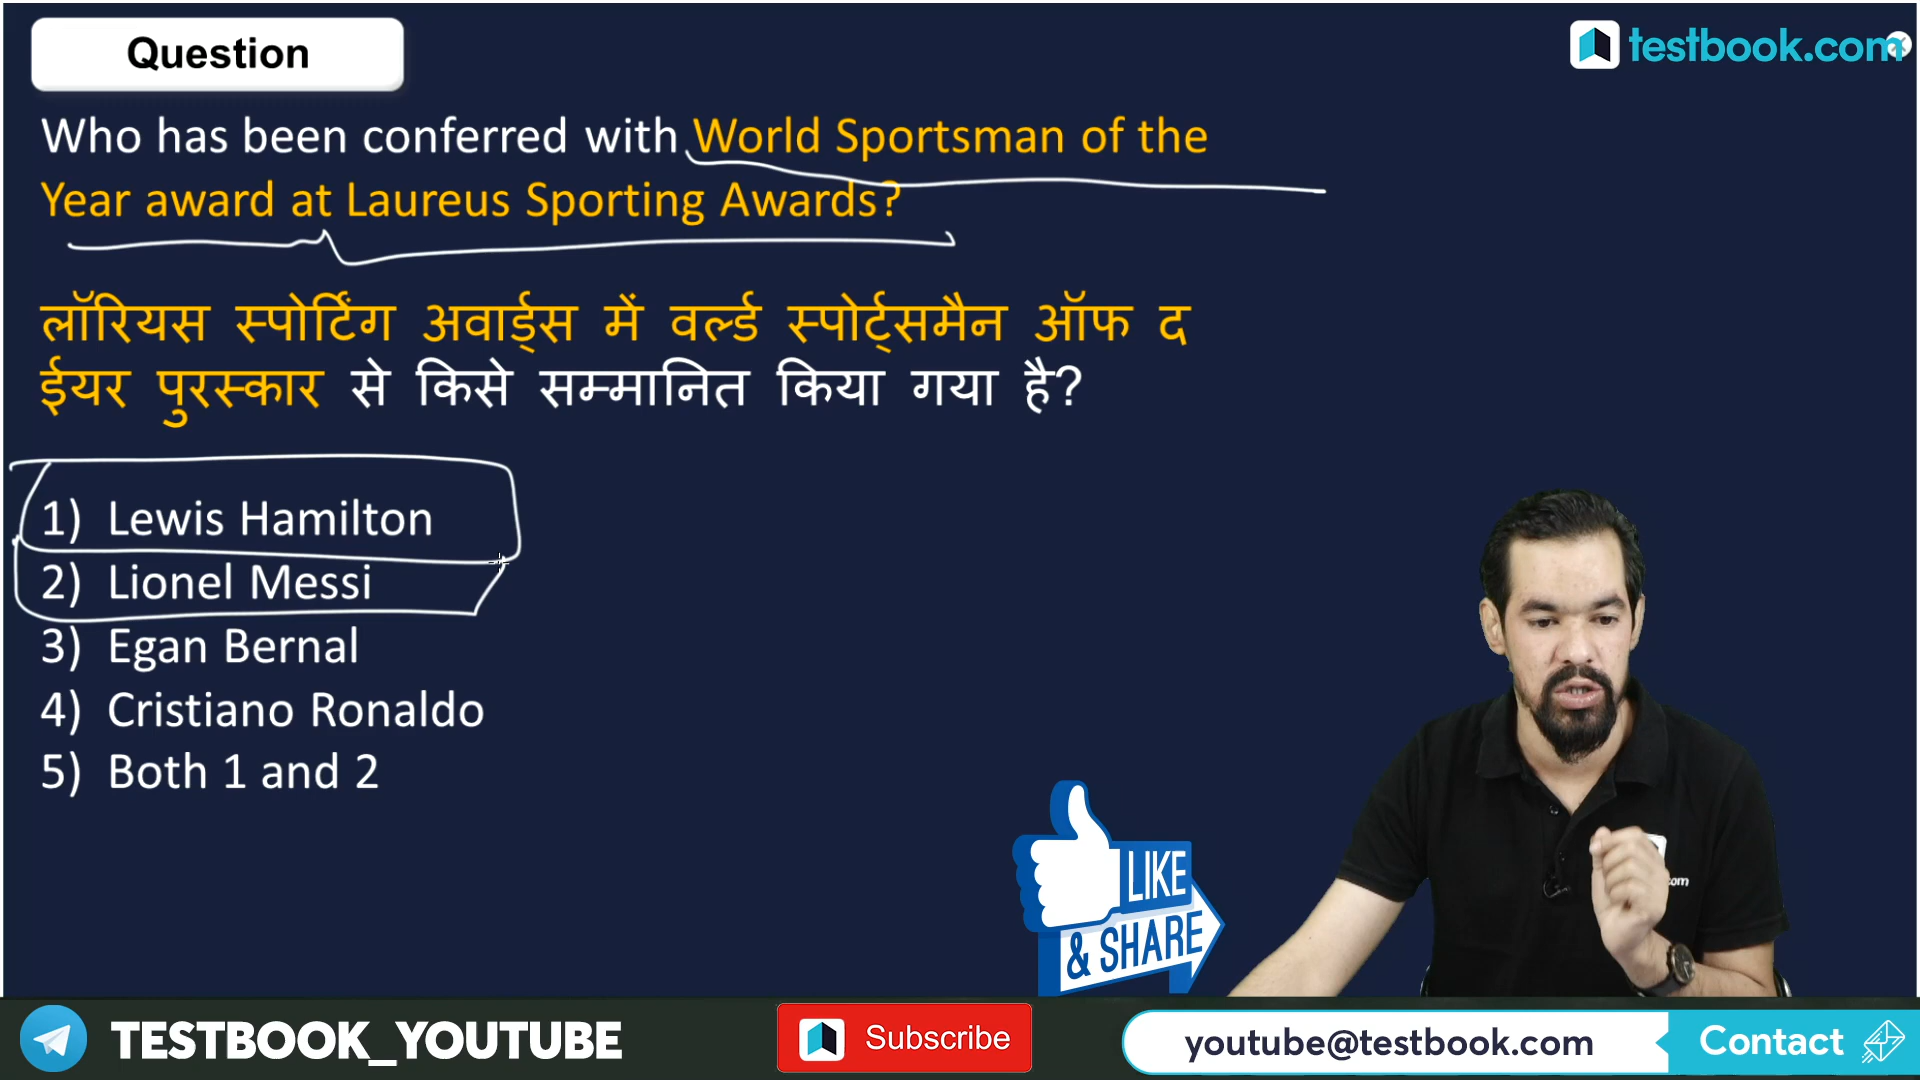 Question
testbook.com
Who has been conferred with World Sportsman of the
Year award at Laureus Sporting Awards?
लॉरियस स्पोर्टिंग अवार्ड्स में वर्ल्ड स्पोर्ट्समैन ऑफ द
ईयर पुरस्कार से किसे सम्मानित किया गया है?
1) Lewis Hamilton
2) Lionel Messi
3) Egan Bernal
4) Cristiano Ronaldo
5) Both 1 and 2
LIKE
& SHARE
com
TESTBOOK_YOUTUBE
Subscribe
youtube@testbook.com
Contact